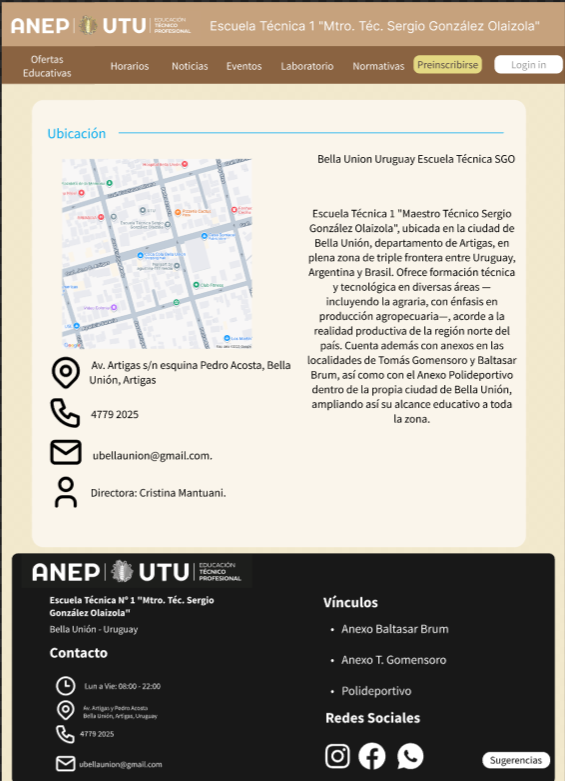 ANEP UTU EDUCACIÓN TÉCNICO PROFESIONAL
Escuela Técnica 1 "Mtro. Téc. Sergio González Olaizola"
Ofertas
Educativas
Horarios
Noticias
Eventos
Laboratorio
Normativas
Preinscribirse
Login in
Ubicación
Bella Union Uruguay Escuela Técnica SGO
Escuela Técnica 1 "Maestro Técnico Sergio
González Olaizola", ubicada en la ciudad de
Bella Unión, departamento de Artigas, en
plena zona de triple frontera entre Uruguay,
Argentina y Brasil. Ofrece formación técnica
y tecnológica en diversas áreas —
incluyendo la agraria, con énfasis en
producción agropecuaria—, acorde a la
realidad productiva de la región norte del
país. Cuenta además con anexos en las
localidades de Tomás Gomensoro y Baltasar
Brum, así como con el Anexo Polideportivo
dentro de la propia ciudad de Bella Unión,
ampliando así su alcance educativo a toda
la zona.
Av. Artigas s/n esquina Pedro Acosta, Bella
Unión, Artigas
4779 2025
ubellaunion@gmail.com.
Directora: Cristina Mantuani.
ANEP UTU EDUCACIÓN TÉCNICO PROFESIONAL
Escuela Técnica Nº 1 "Mtro. Téc. Sergio
González Olaizola"
Bella Unión - Uruguay
Contacto
Lun a Vie: 08:00 - 22:00
Av. Artigas y Pedro Acosta
Bella Unión, Artigas, Uruguay
4779 2025
ubellaunion@gmail.com
Vínculos
• Anexo Baltasar Brum
• Anexo T. Gomensoro
• Polideportivo
Redes Sociales
Sugerencias